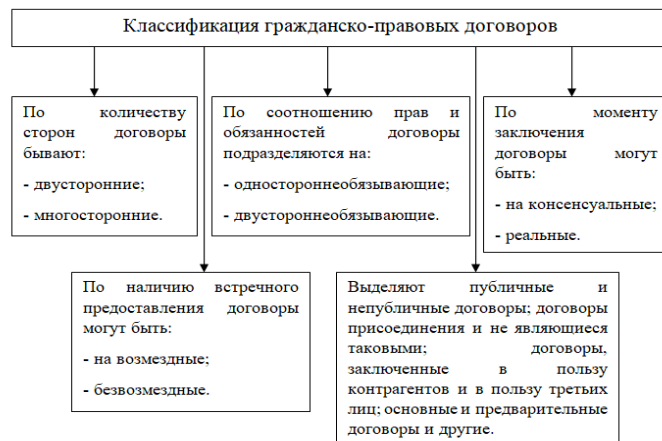 Классификация гражданско-правовых договоров
По количеству
сторон договоры
бывают:
- двусторонние;
- многосторонние.
По соотношению прав и
обязанностей договоры
подразделяются на:
- одностороннеобязывающие;
- двустороннеобязывающие.
По моменту
заключения
договоры могут
быть:
- на консенсуальные;
- реальные.
По наличию встречного
предоставления договоры
могут быть:
- на возмездные;
- безвозмездные.
Выделяют публичные и
непубличные договоры; договоры
присоединения и не являющиеся
таковыми; договоры,
заключенные в пользу
контрагентов и в пользу третьих
лиц; основные и предварительные
договоры и другие.